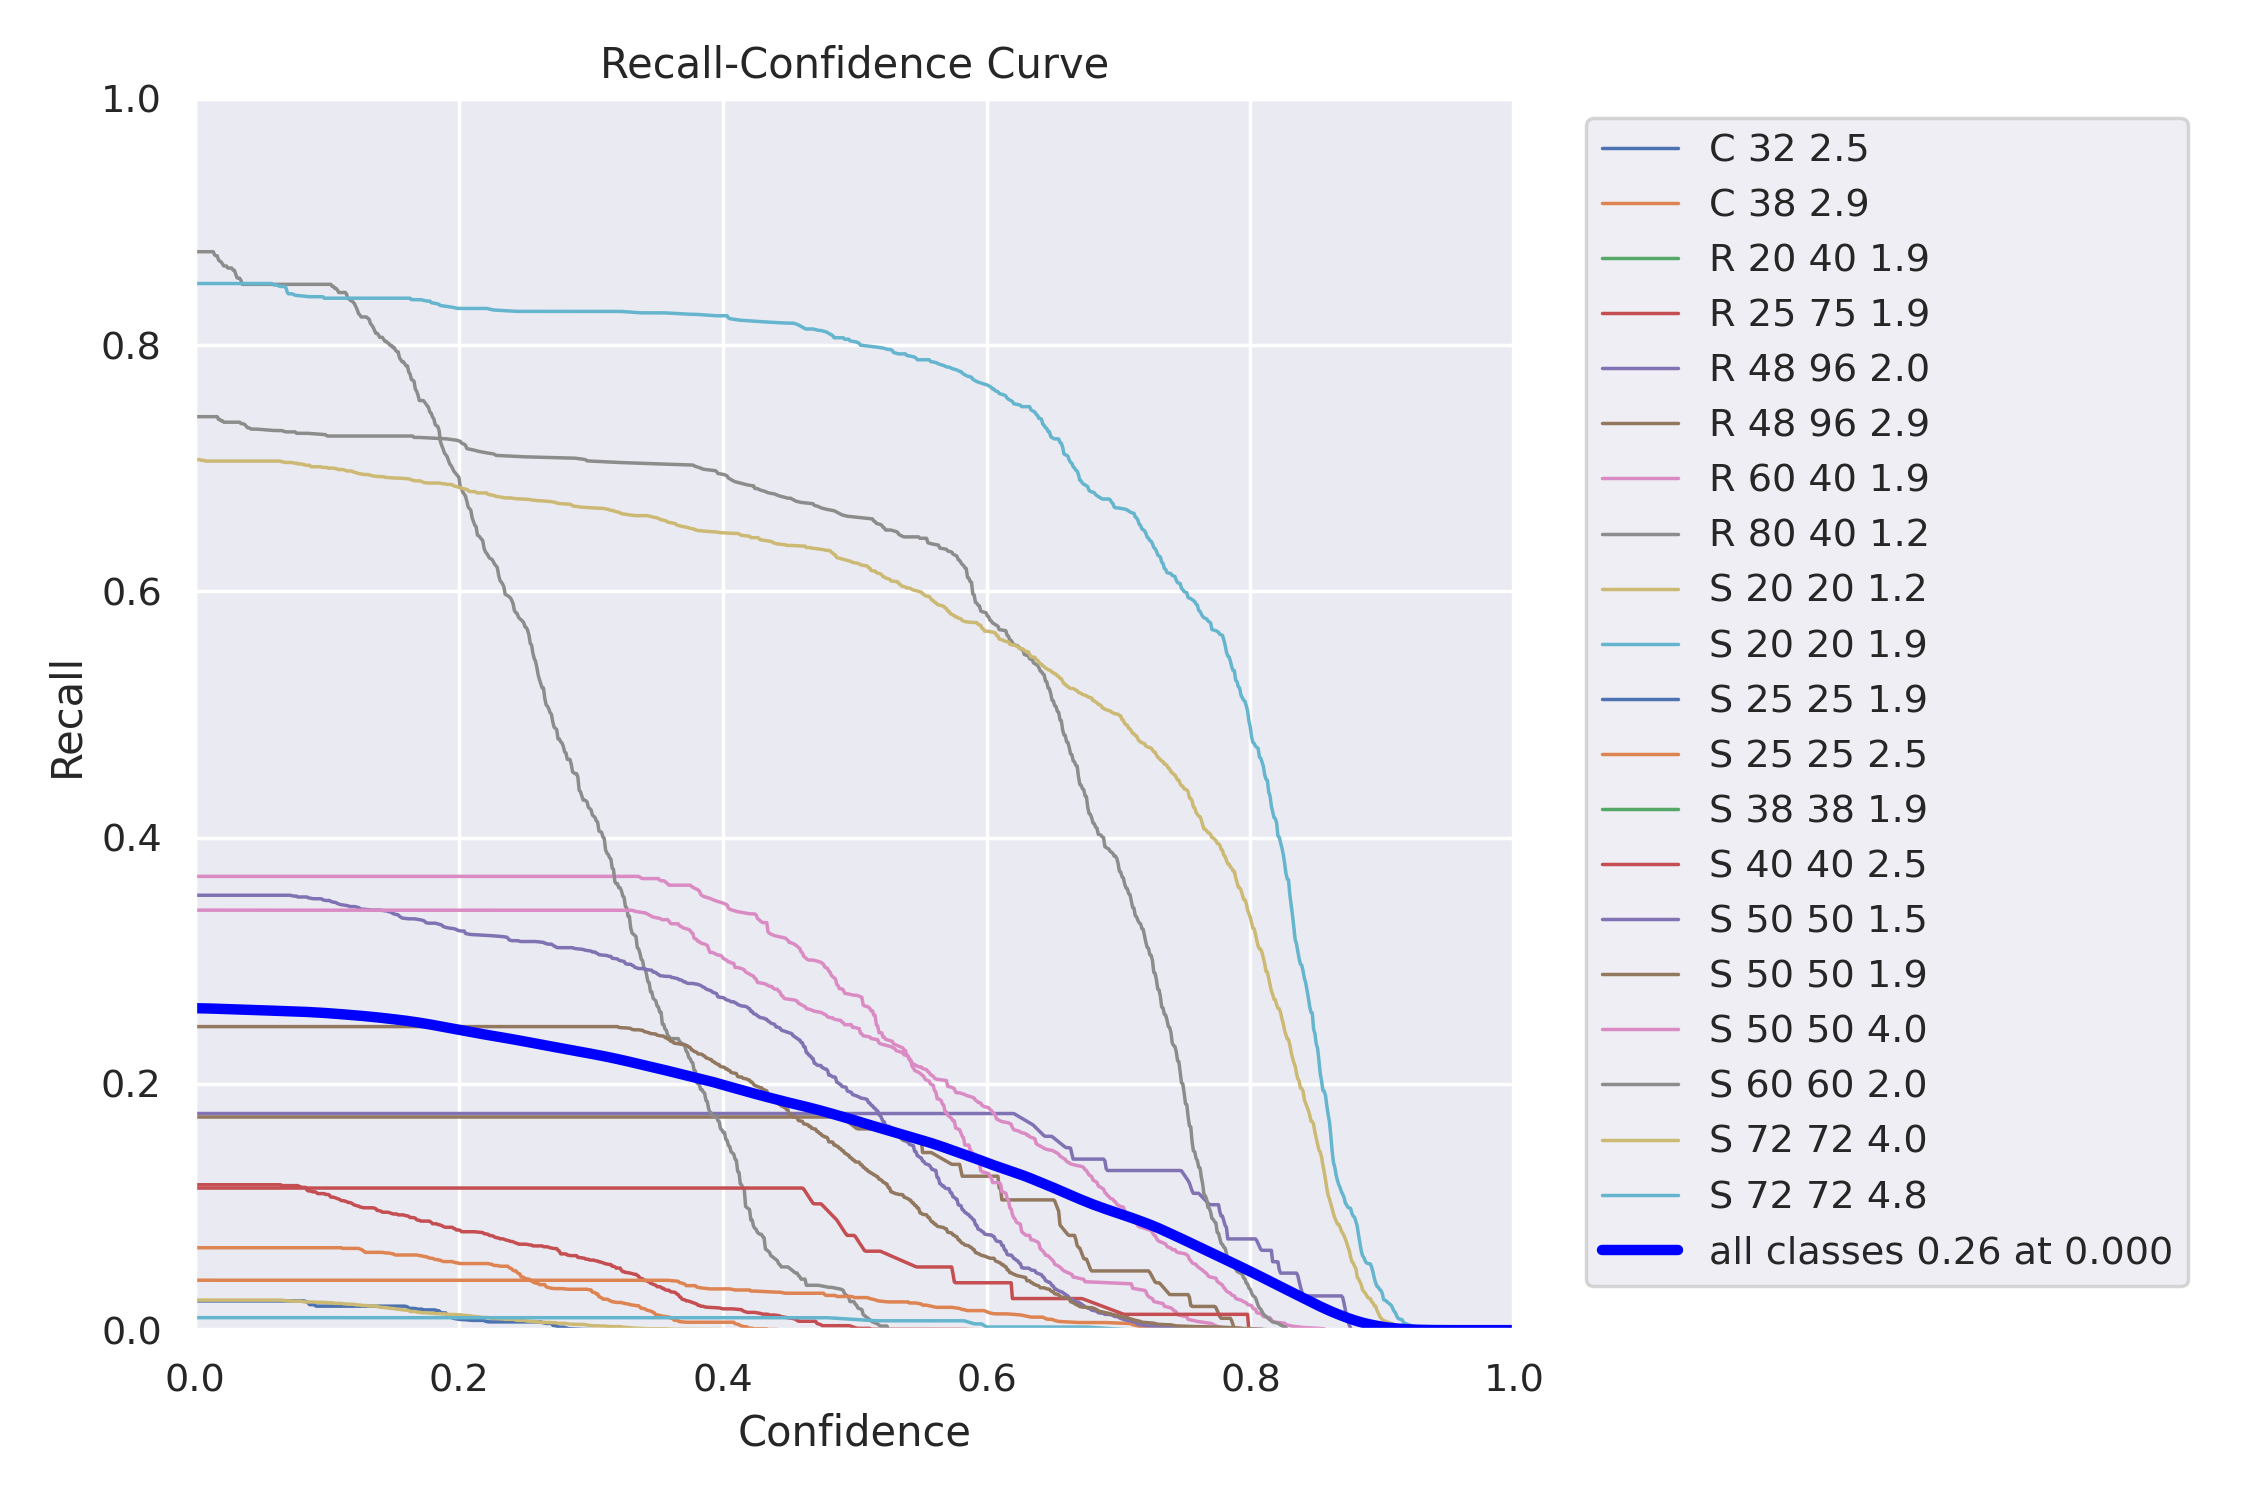 Recall-Confidence Curve
1.0
0.8
0.6
0.4
0.2
0.0
Recall
0.0 0.2 0.4 0.6 0.8 1.0
Confidence
C 32 2.5
C 38 2.9
R 20 40 1.9
R 25 75 1.9
R 48 96 2.0
R 48 96 2.9
R 60 40 1.9
R 80 40 1.2
S 20 20 1.2
S 20 20 1.9
S 25 25 1.9
S 25 25 2.5
S 38 38 1.9
S 40 40 2.5
S 50 50 1.5
S 50 50 1.9
S 50 50 4.0
S 60 60 2.0
S 72 72 4.0
S 72 72 4.8
all classes 0.26 at 0.000